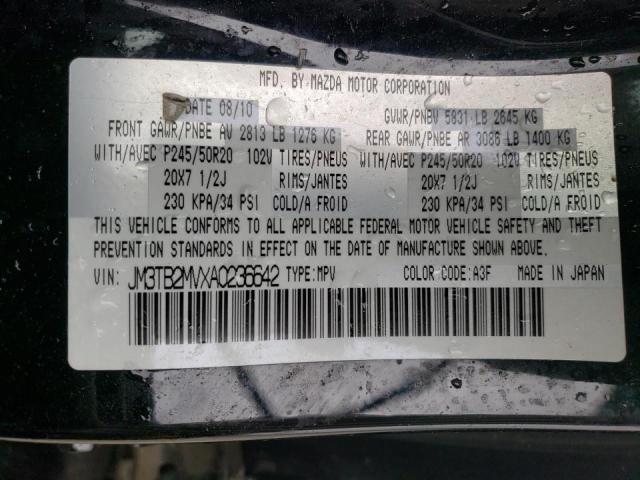 MFD. BY MAZDA MOTOR CORPORATION
DATE 08/10 GVWR/PNBV 5831 LB 2645 KG
FRONT GAWR/PNBE AV 2813 LB 1276 KG REAR GAWR/PNBE AR 3086 LB 1400 KG
WITH/AVEC P245/50R20 102V TIRES/PNEUS WITH/AVEC P245/50R20 102V TIRES/PNEUS
20X7 1/2J RIMS/JANTES 20X7 1/2J RIMS/JANTES
230 KPA/34 PSI COLD/A FROID 230 KPA/34 PSI COLD/A FROID
THIS VEHICLE CONFORMS TO ALL APPLICABLE FEDERAL MOTOR VEHICLE SAFETY AND THEFT
PREVENTION STANDARDS IN EFFECT ON THE DATE OF MANUFACTURE SHOWN ABOVE.
VIN: JM3TB2MVXA0236642 TYPE:MPV COLOR CODE:A3F MADE IN JAPAN